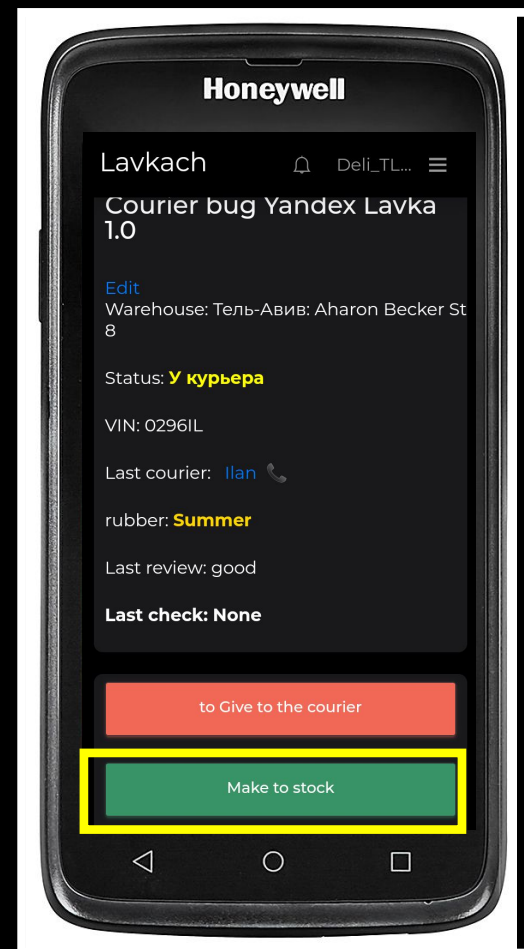 Honeywell
Lavkach
Deli_TL...
Courier bug Yandex Lavka
1.0
Edit
Warehouse: Тель-Авив: Aharon Becker St
8
Status: У курьера
VIN: 0296IL
Last courier: Ilan
rubber: Summer
Last review: good
Last check: None
to Give to the courier
Make to stock